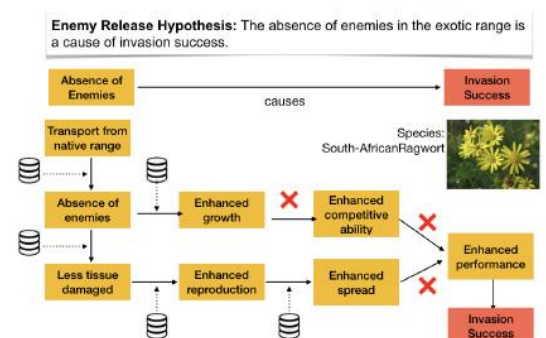 Enemy Release Hypothesis: The absence of enemies in the exotic range is
a cause of invasion success.
Absence of
Enemies
causes
Invasion
Success
Transport from
native range
Species:
South-AfricanRagwort
Absence of
enemies
Enhanced
growth
Enhanced
competitive
ability
Enhanced
performance
Less tissue
damaged
Enhanced
reproduction
Enhanced
spread
Invasion
Success